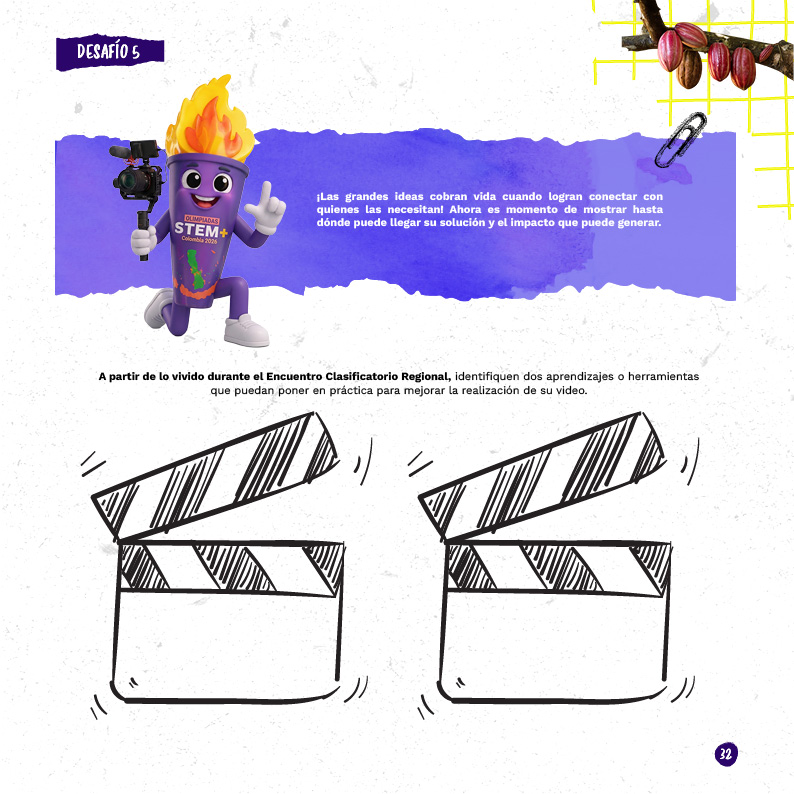 DESAFÍO 5
¡Las grandes ideas cobran vida cuando logran conectar con
quienes las necesitan! Ahora es momento de mostrar hasta
dónde puede llegar su solución y el impacto que puede generar.
OLIMPIADAS
STEM+
Colombia 2026
A partir de lo vivido durante el Encuentro Clasificatorio Regional, identifiquen dos aprendizajes o herramientas
que puedan poner en práctica para mejorar la realización de su video.
32